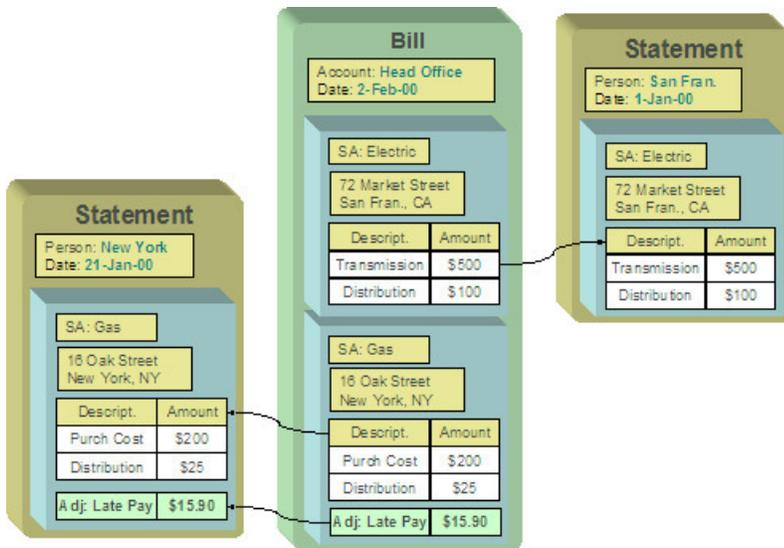 Bill
Account: Head Office
Date: 2-Feb-00
SA: Electric
72 Market Street
San Fran., CA
Descript. Amount
Transmission $500
Distribution $100
SA: Gas
16 Oak Street
New York, NY
Descript. Amount
Purch Cost $200
Distribution $25
Adj: Late Pay $15.90
Statement
Person: San Fran.
Date: 1-Jan-00
SA: Electric
72 Market Street
San Fran., CA
Descript. Amount
Transmission $500
Distribution $100
Statement
Person: New York
Date: 21-Jan-00
SA: Gas
16 Oak Street
New York, NY
Descript. Amount
Purch Cost $200
Distribution $25
Adj: Late Pay $15.90